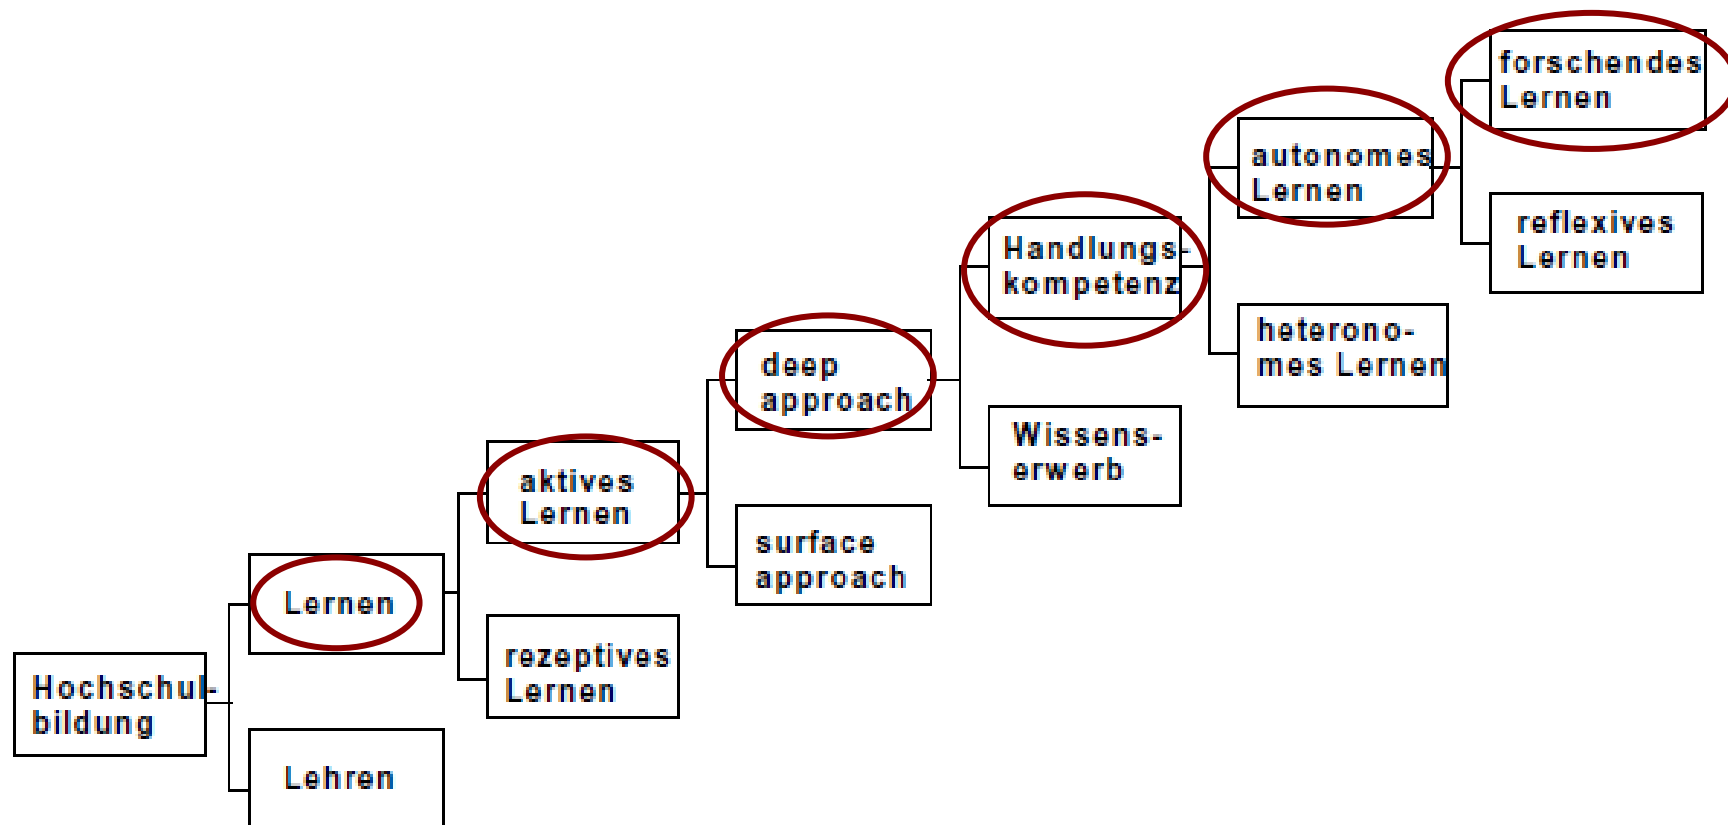 forschendes
Lernen
autonomes
Lernen
reflexives
Lernen
Handlungs-
kompetenz
heterono-
mes Lernen
deep
approach
Wissens-
erwerb
aktives
Lernen
surface
approach
Lernen
rezeptives
Lernen
Hochschul-
bildung
Lehren